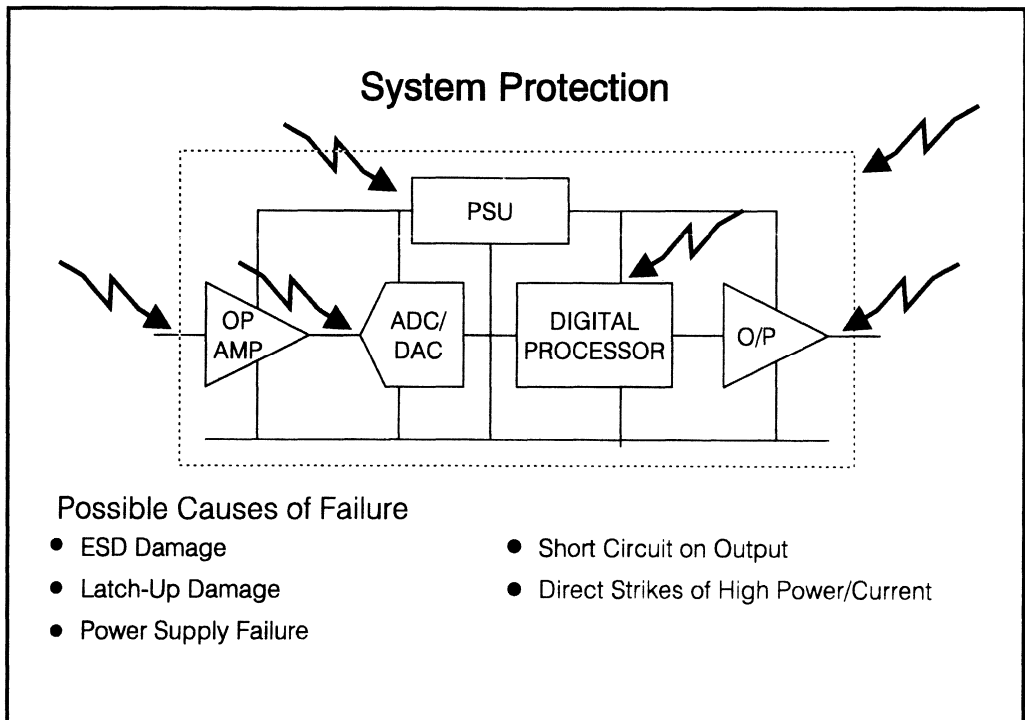 System Protection
PSU
OP
AMP
ADC/
DAC
DIGITAL
PROCESSOR
O/P
Possible Causes of Failure
● ESD Damage
● Latch-Up Damage
● Power Supply Failure
● Short Circuit on Output
● Direct Strikes of High Power/Current